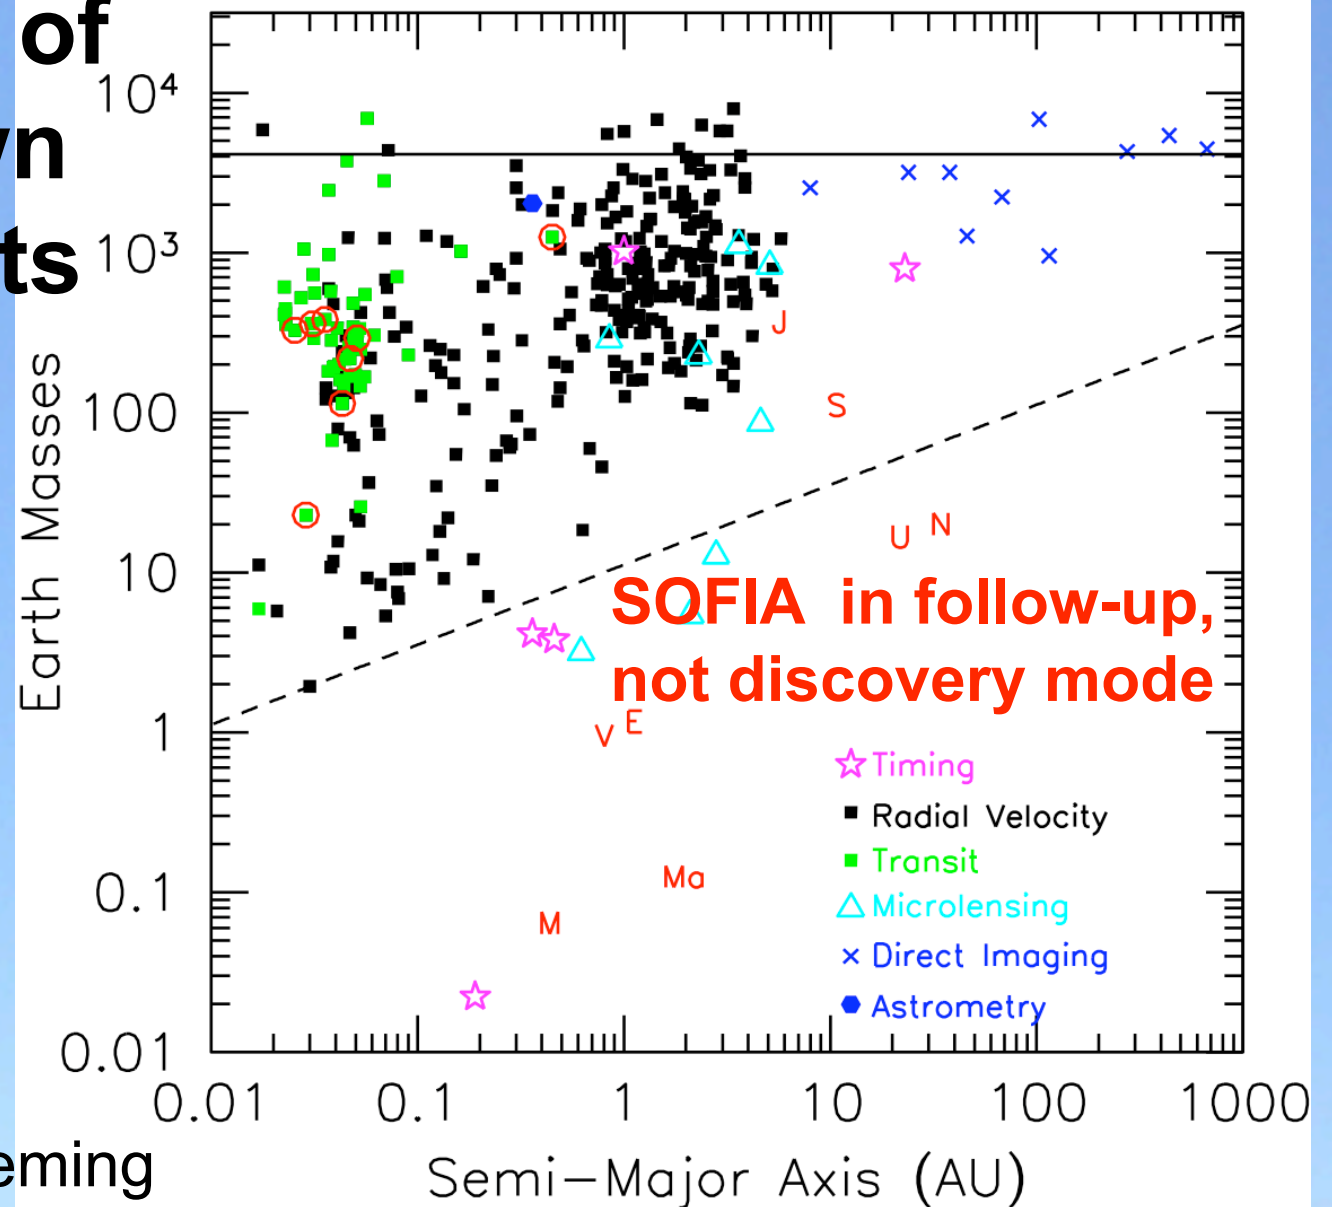 of
10⁴
10³
100
10
1
0.1
0.01
Earth Masses
J
S
U N
SOFIA in follow-up,
not discovery mode
V E
Ma
M
Timing
Radial Velocity
Transit
Microlensing
Direct Imaging
Astrometry
0.01 0.1 1 10 100 1000
Semi-Major Axis (AU)